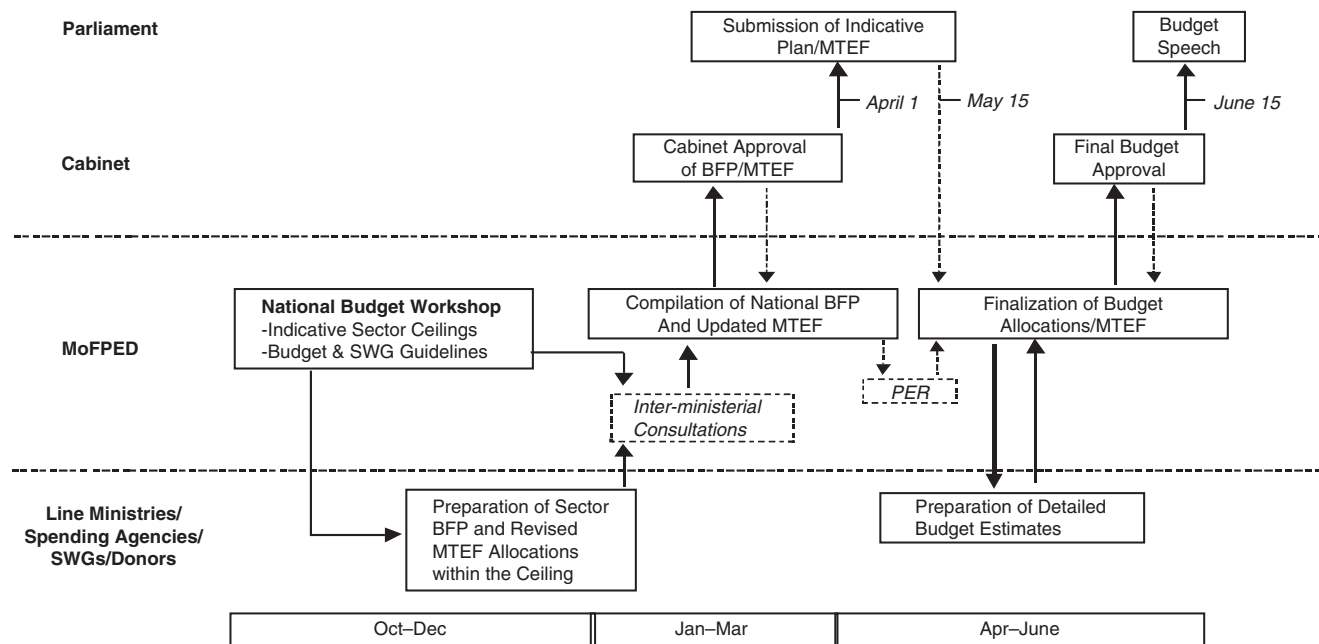 Parliament
Submission of Indicative
Plan/MTEF
Budget
Speech
April 1
May 15
June 15
Cabinet
Cabinet Approval
of BFP/MTEF
Final Budget
Approval
MoFPED
National Budget Workshop
-Indicative Sector Ceilings
-Budget & SWG Guidelines
Compilation of National BFP
And Updated MTEF
Finalization of Budget
Allocations/MTEF
Inter-ministerial
Consultations
PER
Line Ministries/
Spending Agencies/
SWGs/Donors
Preparation of Sector
BFP and Revised
MTEF Allocations
within the Ceiling
Preparation of Detailed
Budget Estimates
Oct–Dec
Jan–Mar
Apr–June